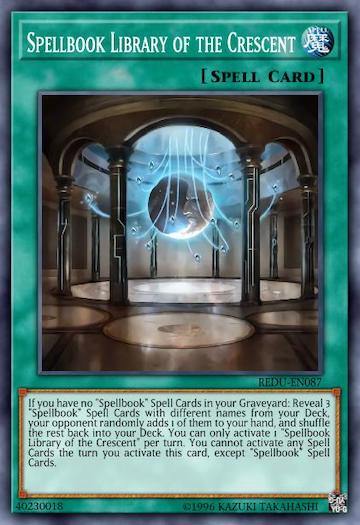 Spellbook Library of the Crescent
魔
[Spell Card]
REDU-EN087
If you have no "Spellbook" Spell Cards in your Graveyard: Reveal 3
"Spellbook" Spell Cards with different names from your Deck,
your opponent randomly adds 1 of them to your hand, and shuffle
the rest back into your Deck. You can only activate 1 "Spellbook
Library of the Crescent" per turn. You cannot activate any Spell
Cards the turn you activate this card, except "Spellbook" Spell
Cards.
40230018
©1996 KAZUKI TAKAHASHI